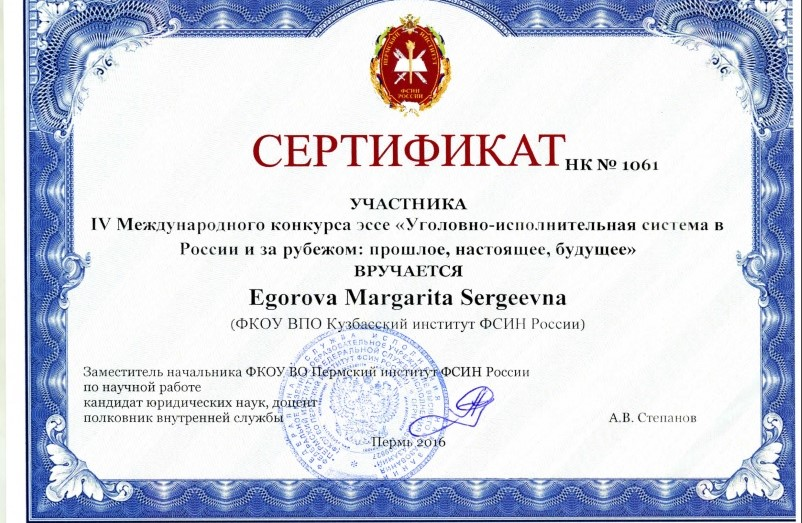 ПЕРМСКИЙ ИНСТИТУТ
ФСИН
РОССИИ
СЕРТИФИКАТ НК № 1061
УЧАСТНИКА
IV Международного конкурса эссе «Уголовно-исполнительная система в
России и за рубежом: прошлое, настоящее, будущее»
ВРУЧАЕТСЯ
Egorova Margarita Sergeevna
(ФКОУ ВПО Кузбасский институт ФСИН России)
Заместитель начальника ФКОУ ВО Пермский институт ФСИН России
по научной работе
кандидат юридических наук, доцент
полковник внутренней службы
А.В. Степанов
Пермь 2016